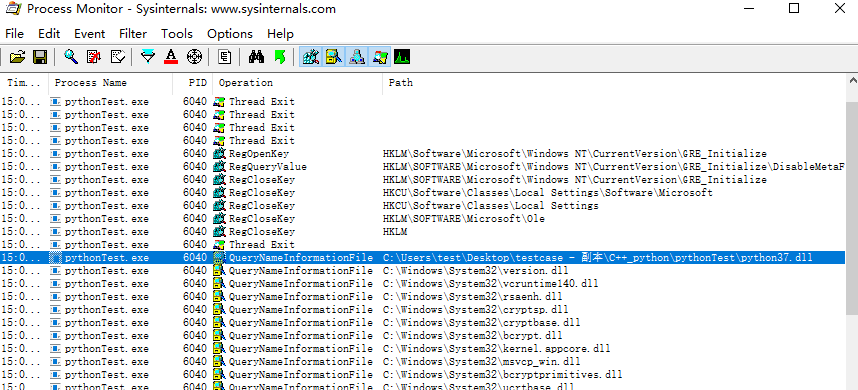 Process Monitor - Sysinternals: www.sysinternals.com
File Edit Event Filter Tools Options Help
Tim... Process Name PID Operation Path
15:0... pythonTest.exe 6040 Thread Exit
15:0... pythonTest.exe 6040 Thread Exit
15:0... pythonTest.exe 6040 Thread Exit
15:0... pythonTest.exe 6040 Thread Exit
15:0... pythonTest.exe 6040 RegOpenKey HKLM\Software\Microsoft\Windows NT\CurrentVersion\GRE_Initialize
15:0... pythonTest.exe 6040 RegQueryValue HKLM\SOFTWARE\Microsoft\Windows NT\CurrentVersion\GRE_Initialize\DisableMetaF
15:0... pythonTest.exe 6040 RegCloseKey HKLM\SOFTWARE\Microsoft\Windows NT\CurrentVersion\GRE_Initialize
15:0... pythonTest.exe 6040 RegCloseKey HKCU\Software\Classes\Local Settings\Software\Microsoft
15:0... pythonTest.exe 6040 RegCloseKey HKCU\Software\Classes\Local Settings
15:0... pythonTest.exe 6040 RegCloseKey HKLM\SOFTWARE\Microsoft\Ole
15:0... pythonTest.exe 6040 RegCloseKey HKLM
15:0... pythonTest.exe 6040 Thread Exit
15:0... pythonTest.exe 6040 QueryNameInformationFile C:\Users\test\Desktop\testcase - 副本\C++_python\pythonTest\python37.dll
15:0... pythonTest.exe 6040 QueryNameInformationFile C:\Windows\System32\version.dll
15:0... pythonTest.exe 6040 QueryNameInformationFile C:\Windows\System32\vcruntime140.dll
15:0... pythonTest.exe 6040 QueryNameInformationFile C:\Windows\System32\rsaenh.dll
15:0... pythonTest.exe 6040 QueryNameInformationFile C:\Windows\System32\cryptsp.dll
15:0... pythonTest.exe 6040 QueryNameInformationFile C:\Windows\System32\cryptbase.dll
15:0... pythonTest.exe 6040 QueryNameInformationFile C:\Windows\System32\bcrypt.dll
15:0... pythonTest.exe 6040 QueryNameInformationFile C:\Windows\System32\kernel.appcore.dll
15:0... pythonTest.exe 6040 QueryNameInformationFile C:\Windows\System32\msvcp_win.dll
15:0... pythonTest.exe 6040 QueryNameInformationFile C:\Windows\System32\bcryptprimitives.dll
15:0... pythonTest.exe 6040 QueryNameInformationFile C:\Windows\System32\ucrtbase.dll